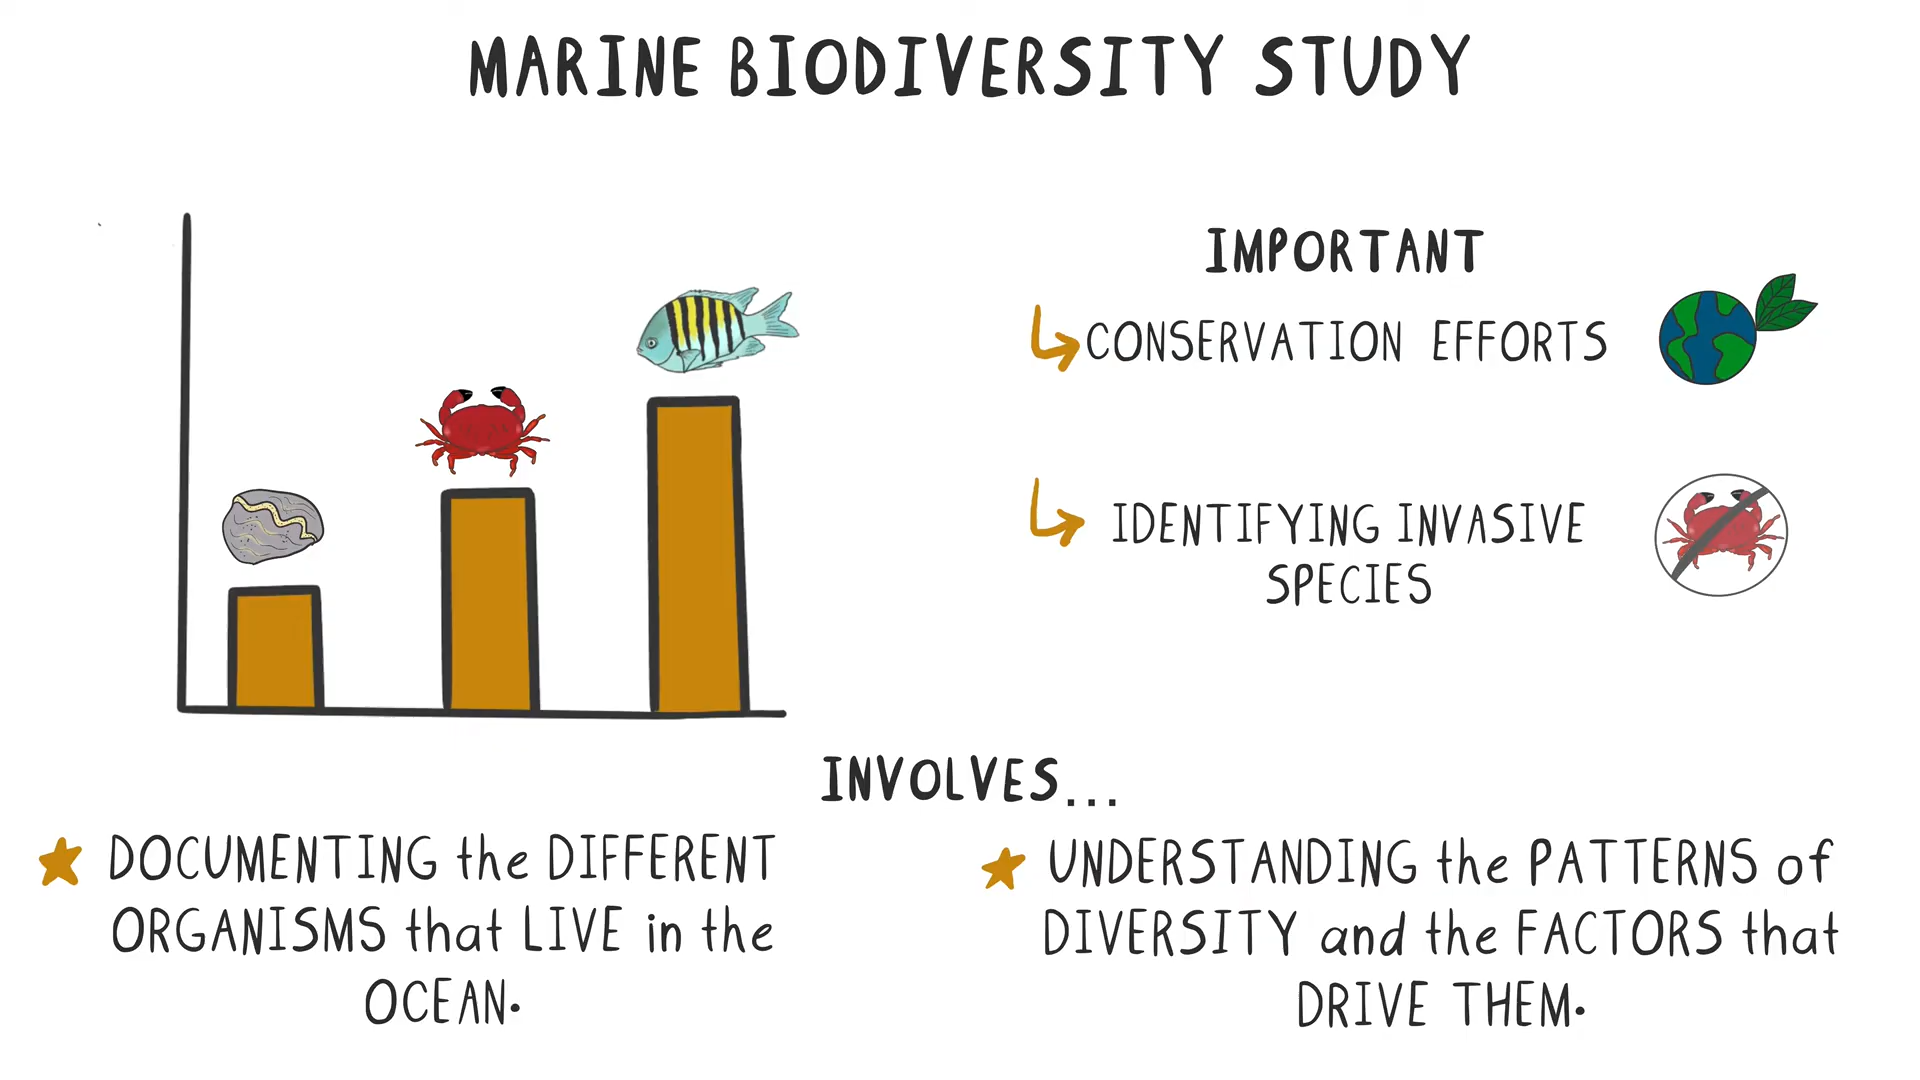 MARINE BIODIVERSITY STUDY
IMPORTANT
CONSERVATION EFFORTS
IDENTIFYING INVASIVE
SPECIES
INVOLVES...
DOCUMENTING the DIFFERENT
ORGANISMS that LIVE in the
OCEAN.
UNDERSTANDING the PATTERNS of
DIVERSITY and the FACTORS that
DRIVE THEM.